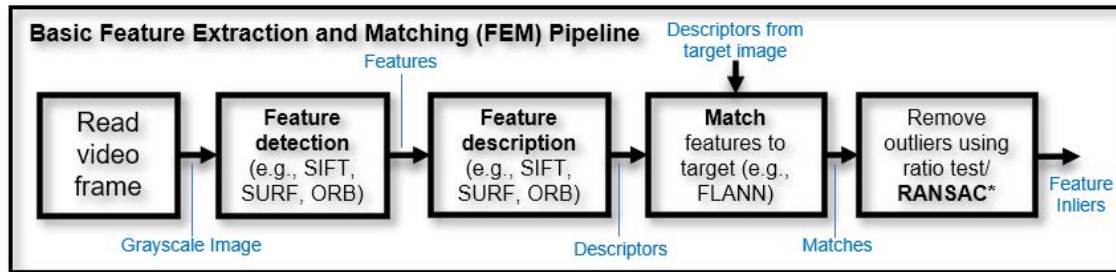 Basic Feature Extraction and Matching (FEM) Pipeline
Descriptors from
target image
Features
Read
video
frame
Feature
detection
(e.g., SIFT,
SURF, ORB)
Feature
description
(e.g., SIFT,
SURF, ORB)
Match
features to
target (e.g.,
FLANN)
Remove
outliers using
ratio test/
RANSAC*
Grayscale Image
Descriptors
Matches
Feature
Inliers